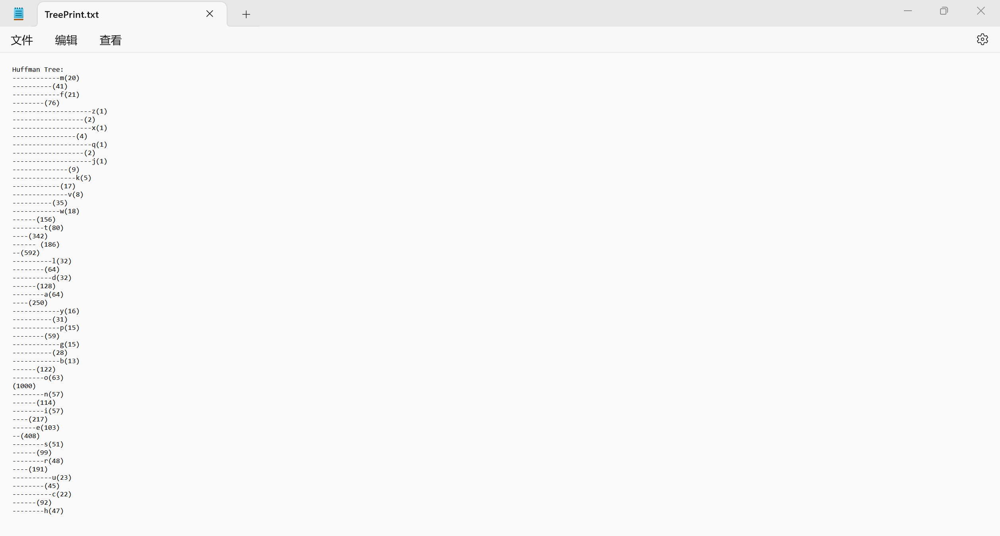 TreePrint.txt
文件 编辑 查看
Huffman Tree:
------------m(20)
----------(41)
------------f(21)
--------(76)
--------------------z(1)
------------------(2)
--------------------x(1)
----------------(4)
--------------------q(1)
------------------(2)
--------------------j(1)
--------------(9)
----------------k(5)
------------(17)
--------------v(8)
----------(35)
------------w(18)
------(156)
--------t(80)
----(342)
------ (186)
--(592)
----------l(32)
--------(64)
----------d(32)
------(128)
--------a(64)
----(250)
------------y(16)
----------(31)
------------p(15)
--------(59)
------------g(15)
----------(28)
------------b(13)
------(122)
--------o(63)
(1000)
--------n(57)
------(114)
--------i(57)
----(217)
------e(103)
--(408)
--------s(51)
------(99)
--------r(48)
----(191)
----------u(23)
--------(45)
----------c(22)
------(92)
--------h(47)